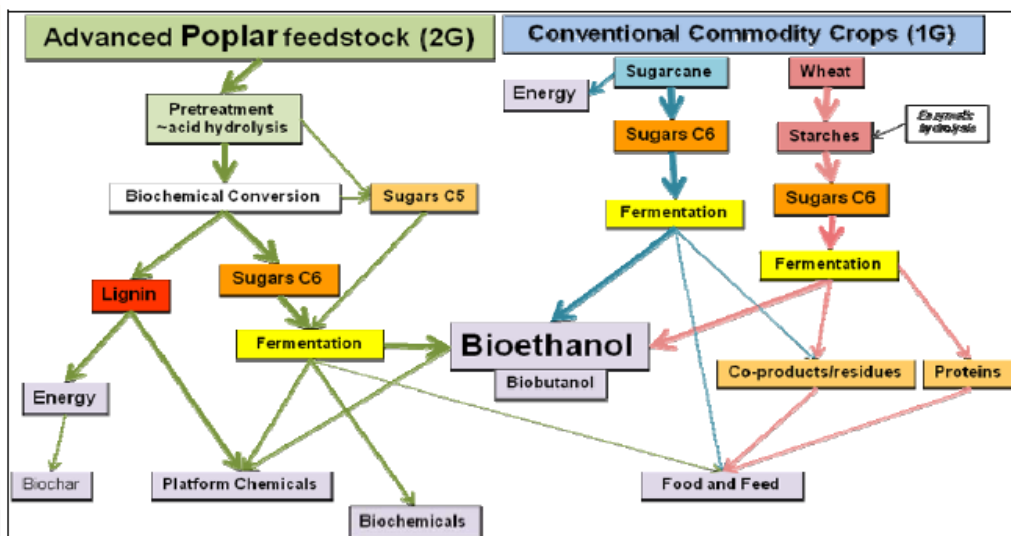 Advanced Poplar feedstock (2G)
Conventional Commodity Crops (1G)
Energy
Sugarcane
Wheat
Pretreatment
~acid hydrolysis
Sugars C6
Starches
Enzymatic
hydrolysis
Biochemical Conversion
Sugars C5
Fermentation
Sugars C6
Lignin
Sugars C6
Fermentation
Fermentation
Bioethanol
Biobutanol
Co-products/residues
Proteins
Energy
Biochar
Platform Chemicals
Food and Feed
Biochemicals